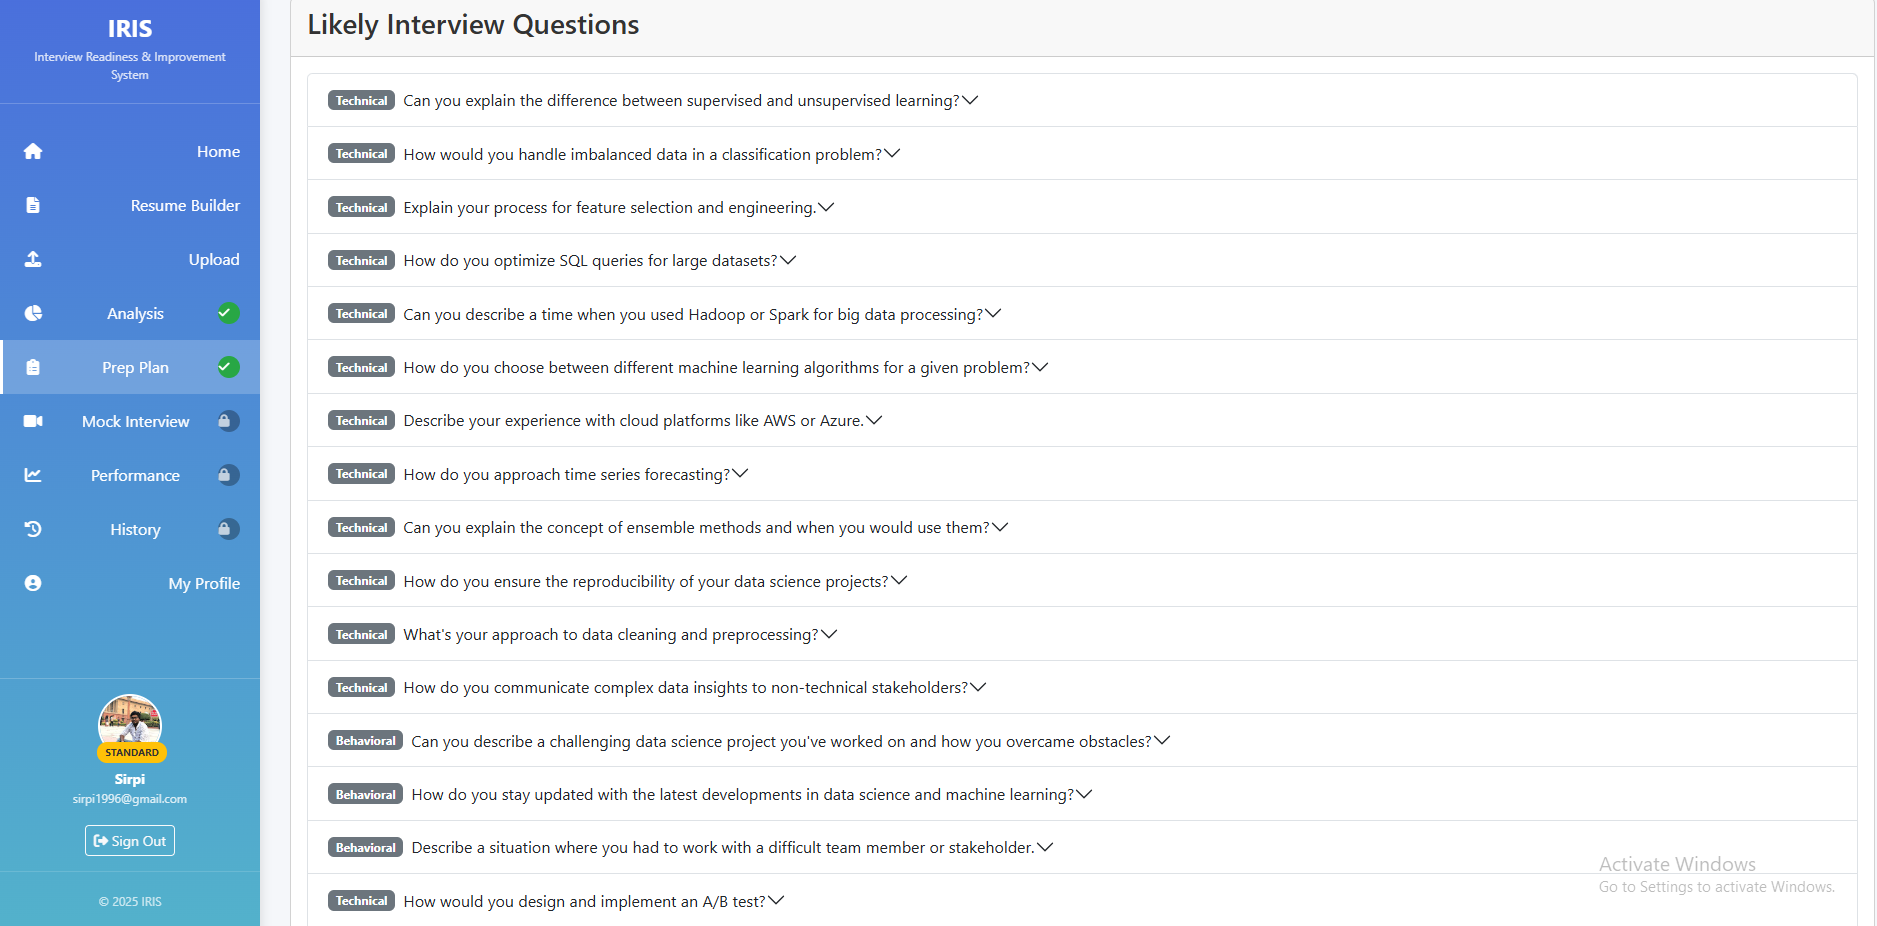 IRIS
Interview Readiness & Improvement
System
Home
Resume Builder
Upload
Analysis
Prep Plan
Mock Interview
Performance
History
My Profile
STANDARD
Sirpi
sirpi1996@gmail.com
Sign Out
© 2025 IRIS
Likely Interview Questions
Technical Can you explain the difference between supervised and unsupervised learning?
Technical How would you handle imbalanced data in a classification problem?
Technical Explain your process for feature selection and engineering.
Technical How do you optimize SQL queries for large datasets?
Technical Can you describe a time when you used Hadoop or Spark for big data processing?
Technical How do you choose between different machine learning algorithms for a given problem?
Technical Describe your experience with cloud platforms like AWS or Azure.
Technical How do you approach time series forecasting?
Technical Can you explain the concept of ensemble methods and when you would use them?
Technical How do you ensure the reproducibility of your data science projects?
Technical What's your approach to data cleaning and preprocessing?
Technical How do you communicate complex data insights to non-technical stakeholders?
Behavioral Can you describe a challenging data science project you've worked on and how you overcame obstacles?
Behavioral How do you stay updated with the latest developments in data science and machine learning?
Behavioral Describe a situation where you had to work with a difficult team member or stakeholder.
Technical How would you design and implement an A/B test?
Activate Windows
Go to Settings to activate Windows.